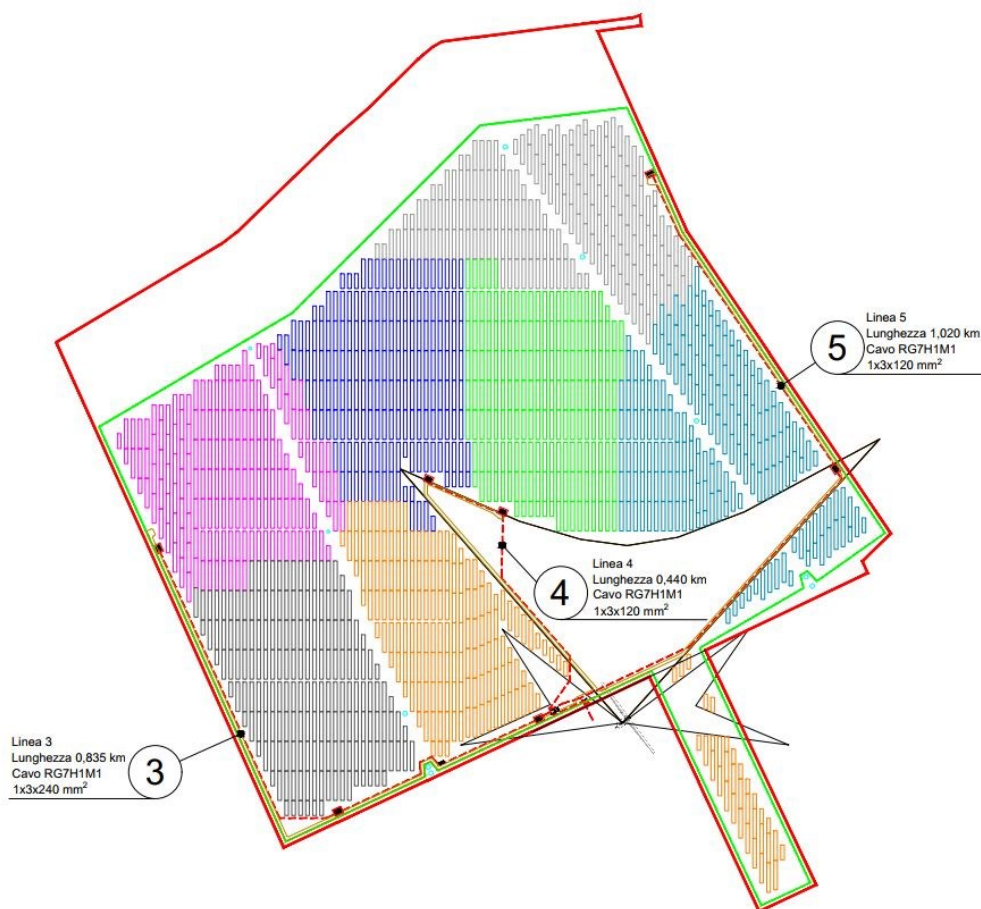 Linea 5
Lunghezza 1,020 km
Cavo RG7H1M1
1x3x120 mm²
5
Linea 4
Lunghezza 0,440 km
Cavo RG7H1M1
1x3x120 mm²
4
Linea 3
Lunghezza 0,835 km
Cavo RG7H1M1
1x3x240 mm²
3